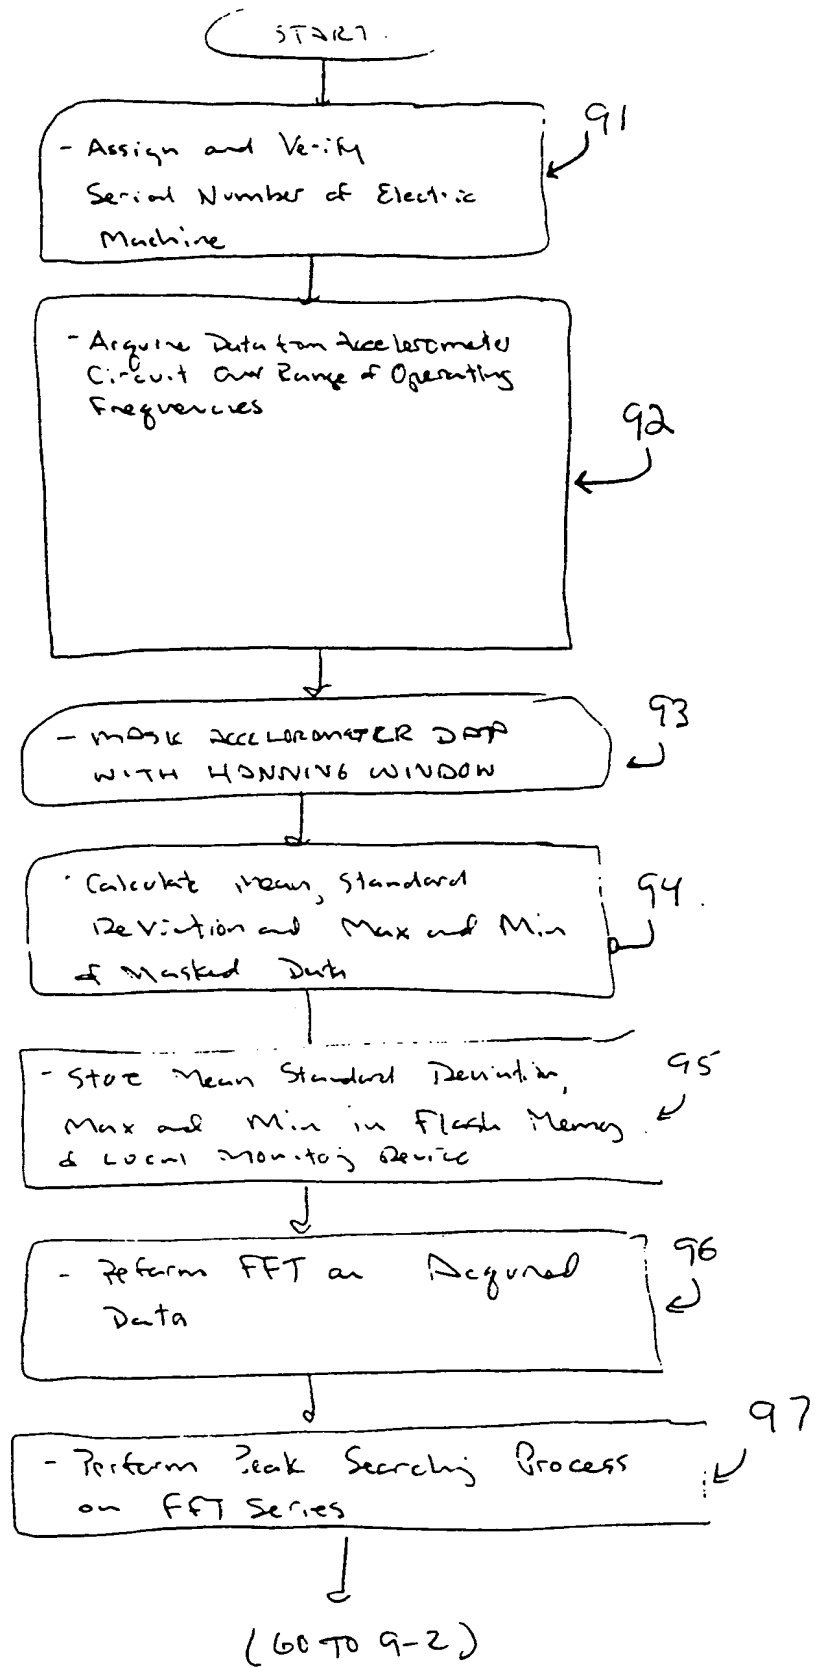 START.
91
- Assign and Verify
Serial Number of Electric
Machine
- Acquire Data from Accelerometer
Circuit Over Range of Operating
Frequencies
92
93
- MASK ACCELEROMETER DATA
WITH HANNING WINDOW
94.
- Calculate Mean, Standard
Deviation and Max and Min
of Masked Data
95
- Store Mean Standard Deviation,
Max and Min in Flash Memory
of Local Monitoring Device
96
- Perform FFT on Acquired
Data
97
- Perform Peak Searching Process
on FFT Series
(GO TO 9-2)